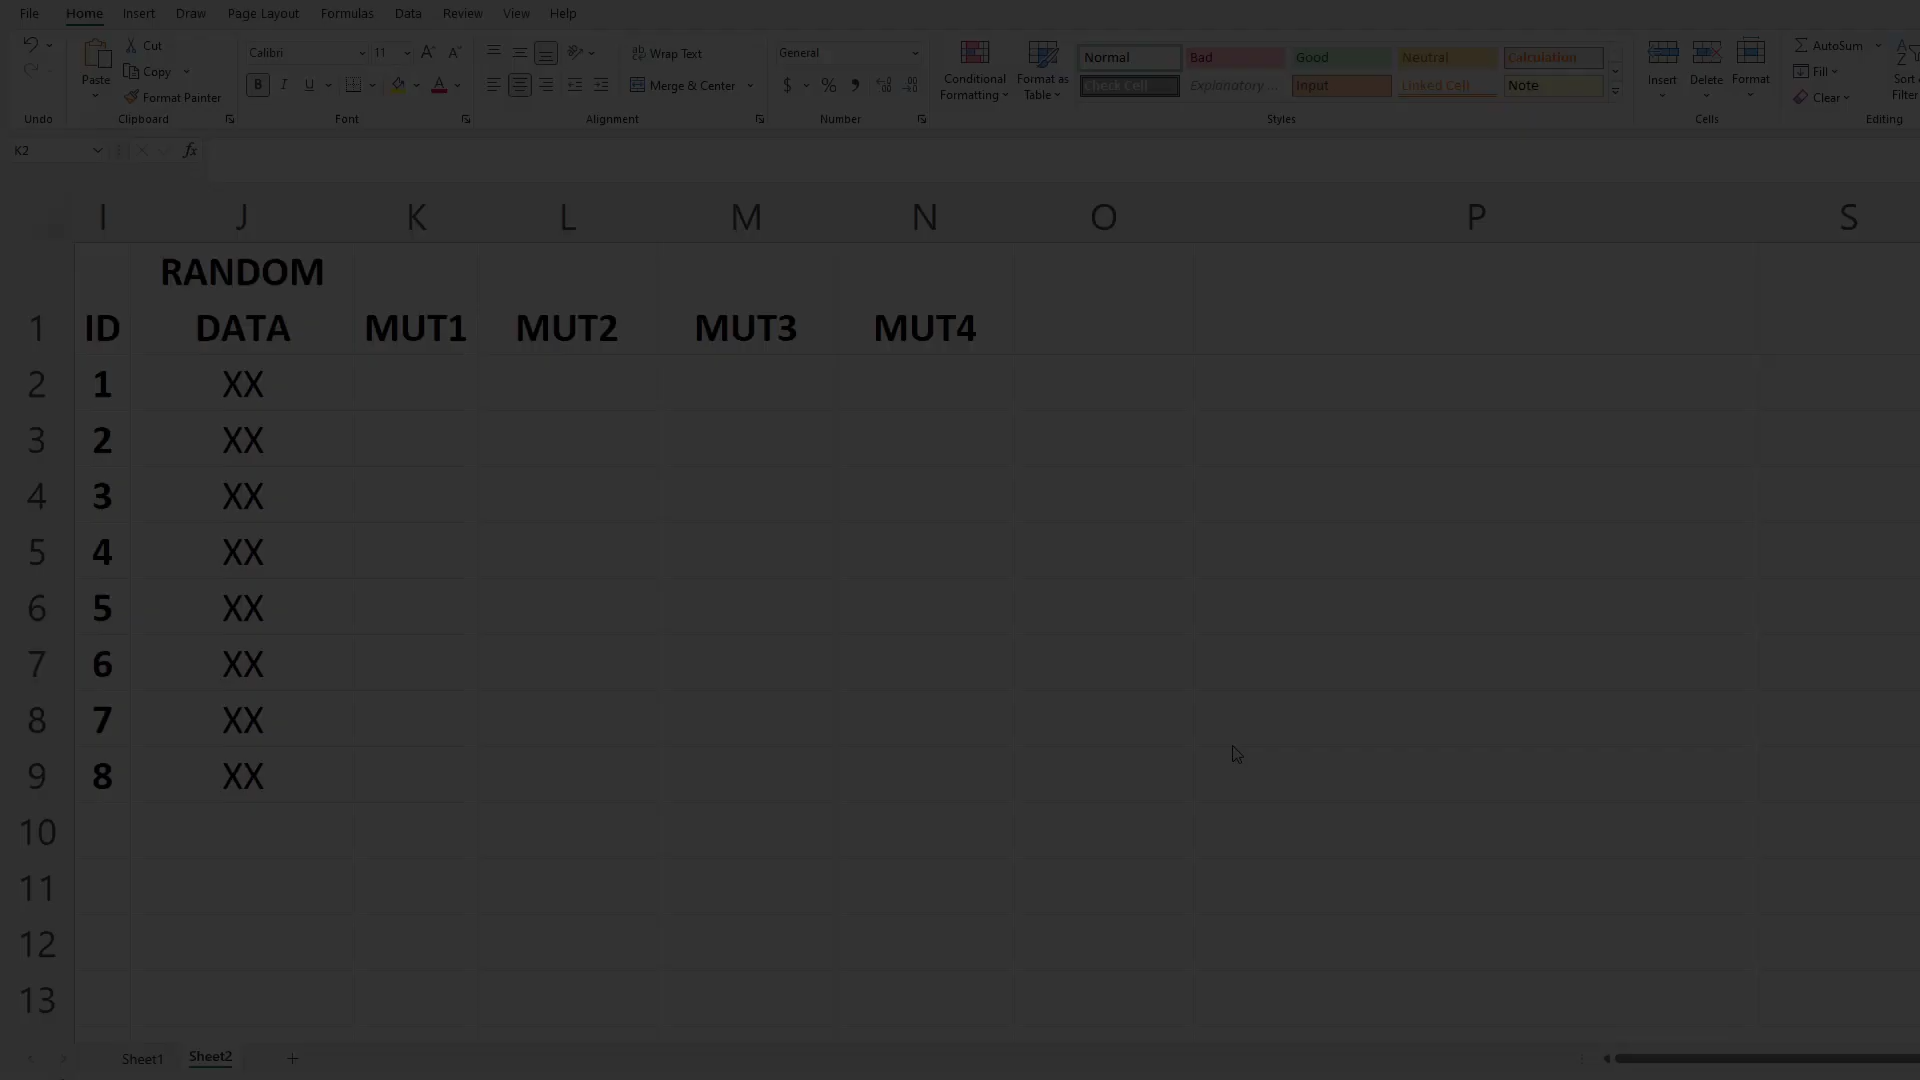 File Home Insert Draw Page Layout Formulas Data Review View Help
Cut
Copy
Format Painter
Paste
Undo
Clipboard
Calibri 11
B I U
Font
Wrap Text
Merge & Center
Alignment
General
$ % ,
Number
Conditional
Formatting
Format as
Table
Normal Bad Good Neutral Calculation
Check Cell Explanatory ... Input Linked Cell Note
Styles
Insert Delete Format
Cells
AutoSum
Fill
Clear
Sort
Filter
Editing
K2 fx
I J K L M N O P S
RANDOM
1 ID DATA MUT1 MUT2 MUT3 MUT4
2 1 XX
3 2 XX
4 3 XX
5 4 XX
6 5 XX
7 6 XX
8 7 XX
9 8 XX
10
11
12
13
Sheet1 Sheet2 +